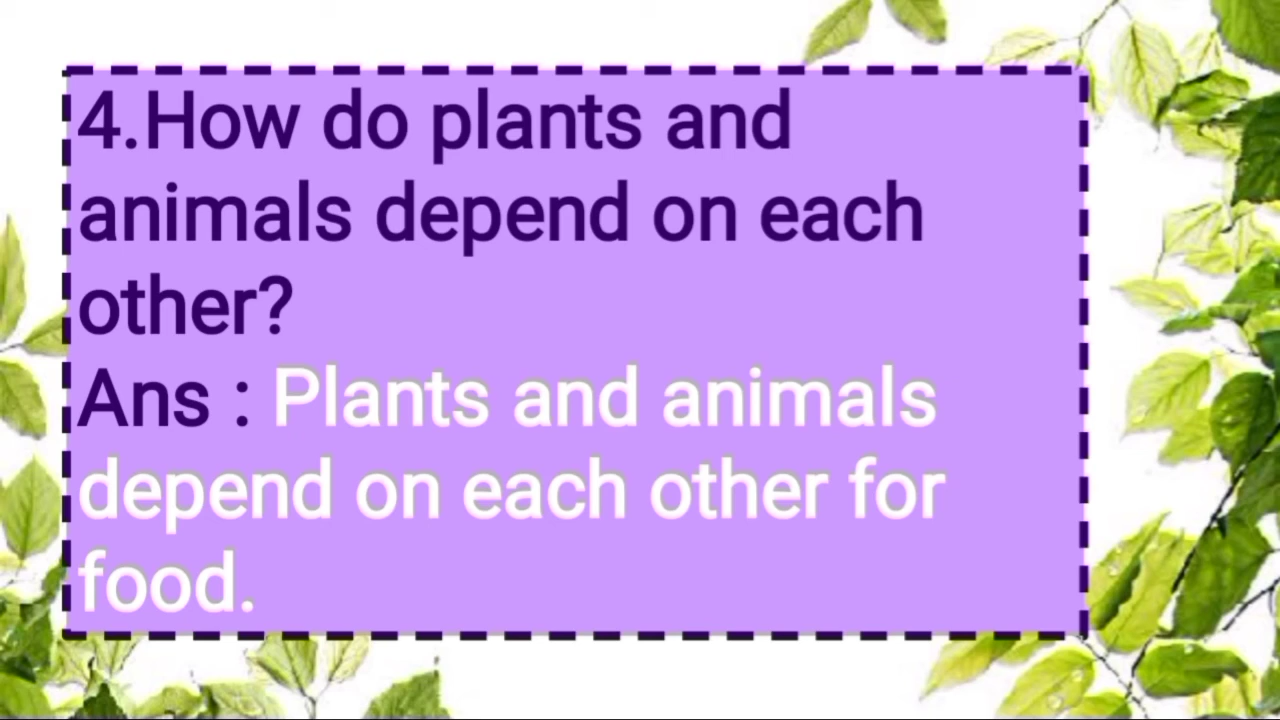 4.How do plants and
animals depend on each
other?
Ans : Plants and animals
depend on each other for
food.